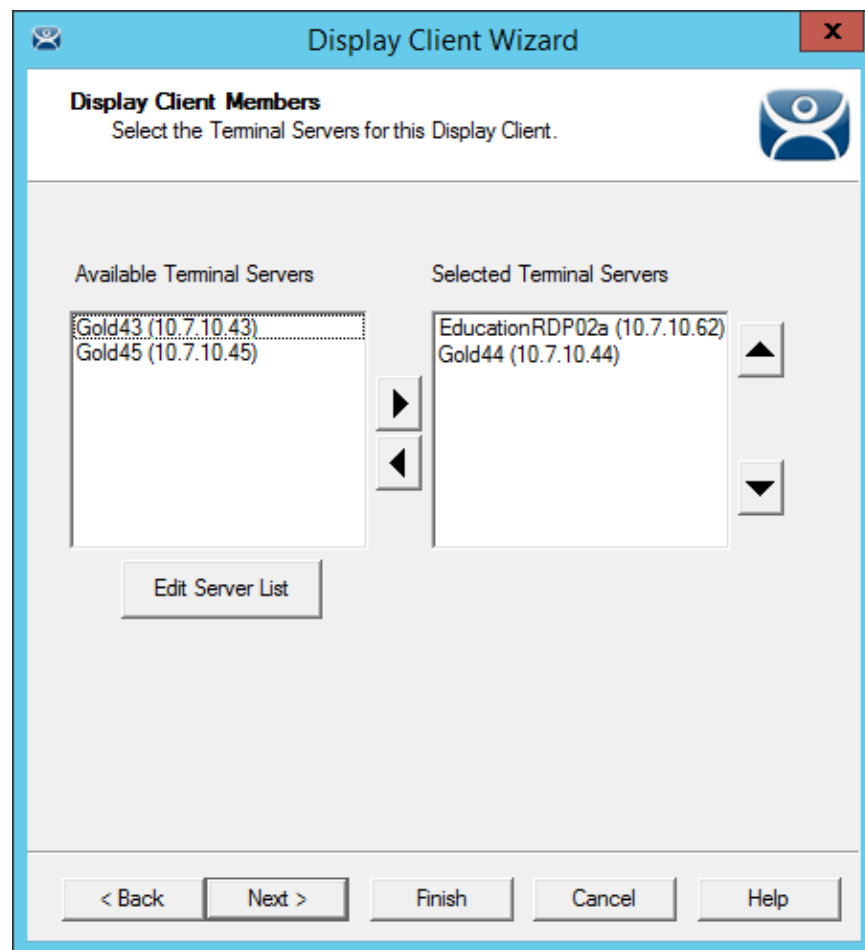 Display Client Wizard
x
Display Client Members
Select the Terminal Servers for this Display Client.
Available Terminal Servers
Selected Terminal Servers
Gold43 (10.7.10.43)
Gold45 (10.7.10.45)
EducationRDP02a (10.7.10.62)
Gold44 (10.7.10.44)
Edit Server List
< Back
Next >
Finish
Cancel
Help